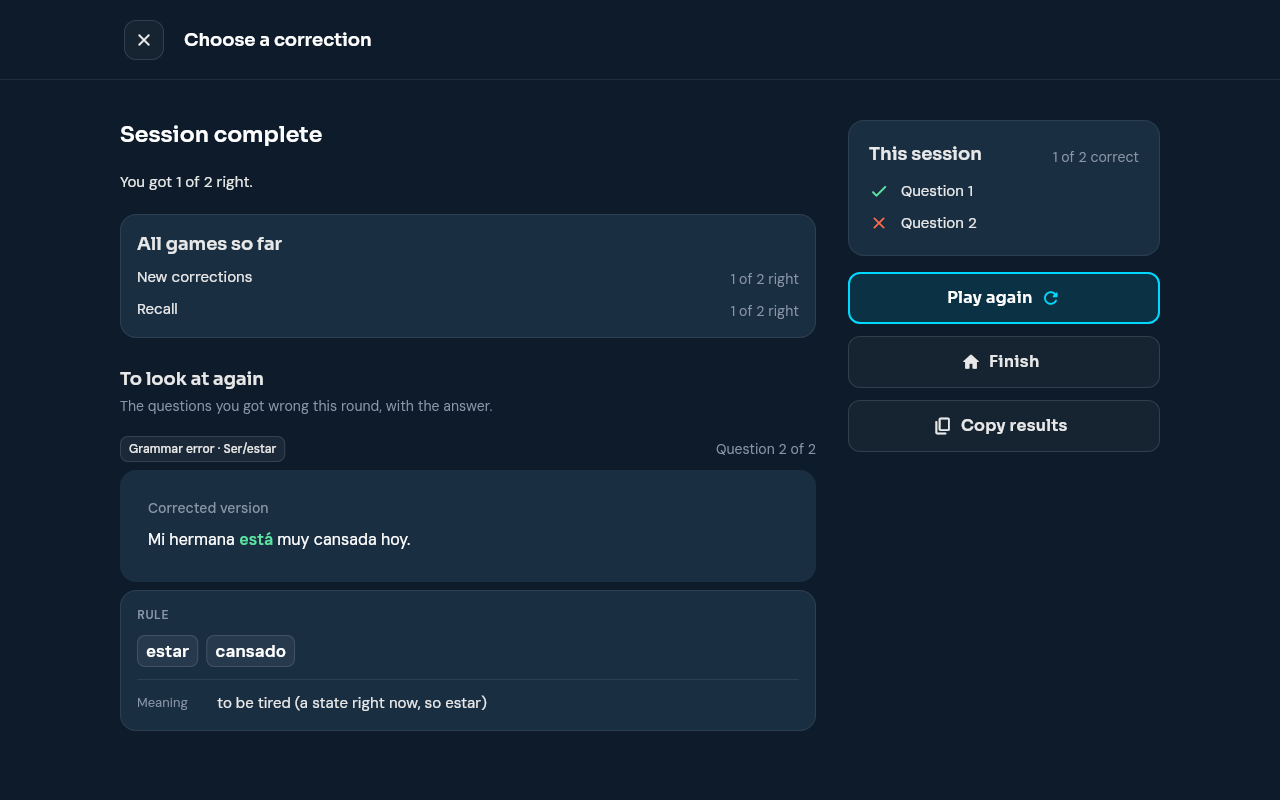 Choose a correction
Session complete
You got 1 of 2 right.
All games so far
New corrections 1 of 2 right
Recall 1 of 2 right
To look at again
The questions you got wrong this round, with the answer.
Grammar error · Ser/estar Question 2 of 2
Corrected version
Mi hermana está muy cansada hoy.
RULE
estar cansado
Meaning to be tired (a state right now, so estar)
This session 1 of 2 correct
Question 1
Question 2
Play again
Finish
Copy results